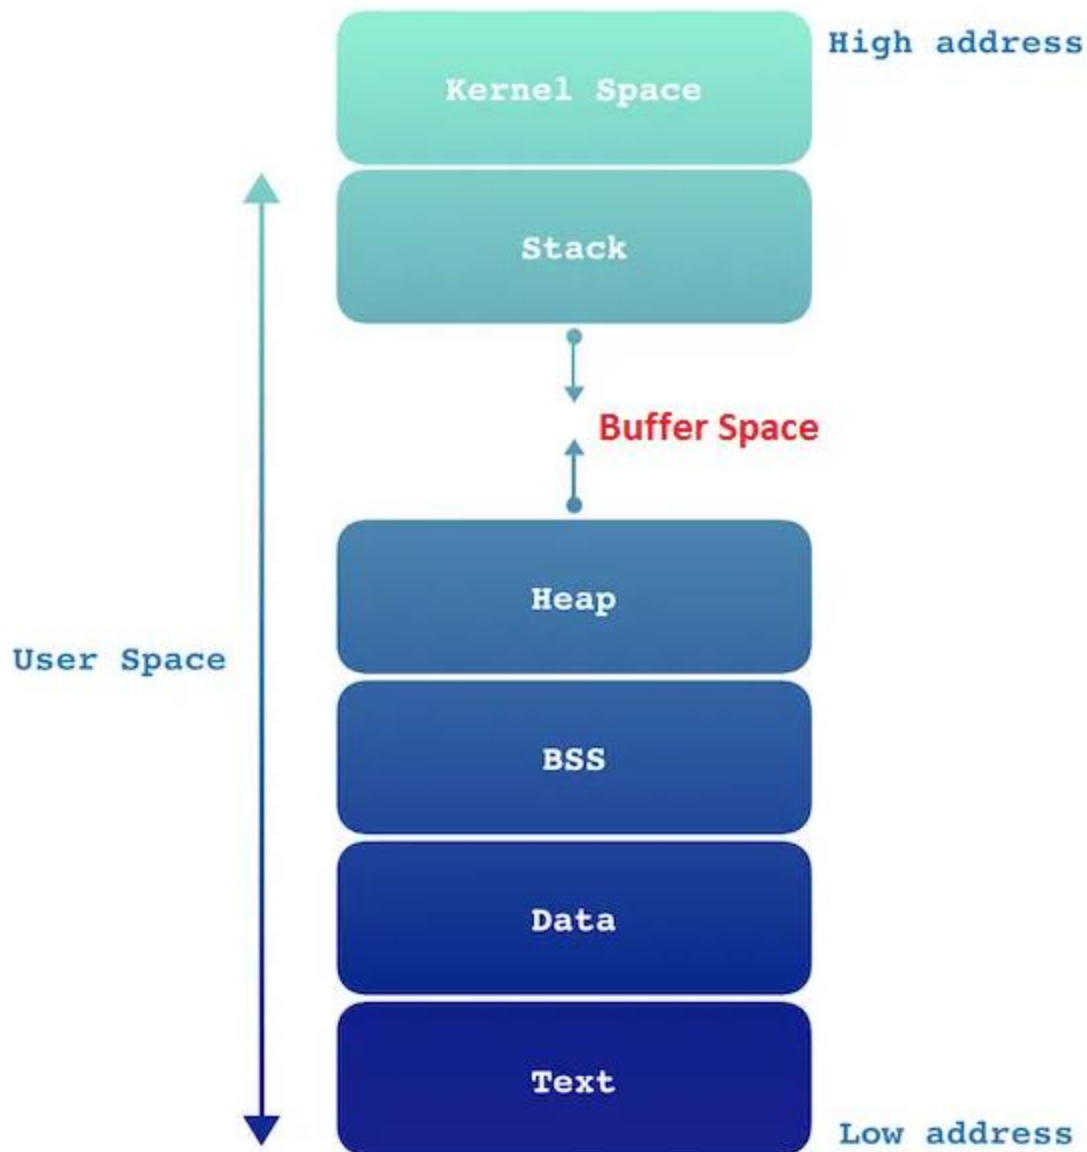 High address
Kernel Space
Stack
Buffer Space
Heap
User Space
BSS
Data
Text
Low address